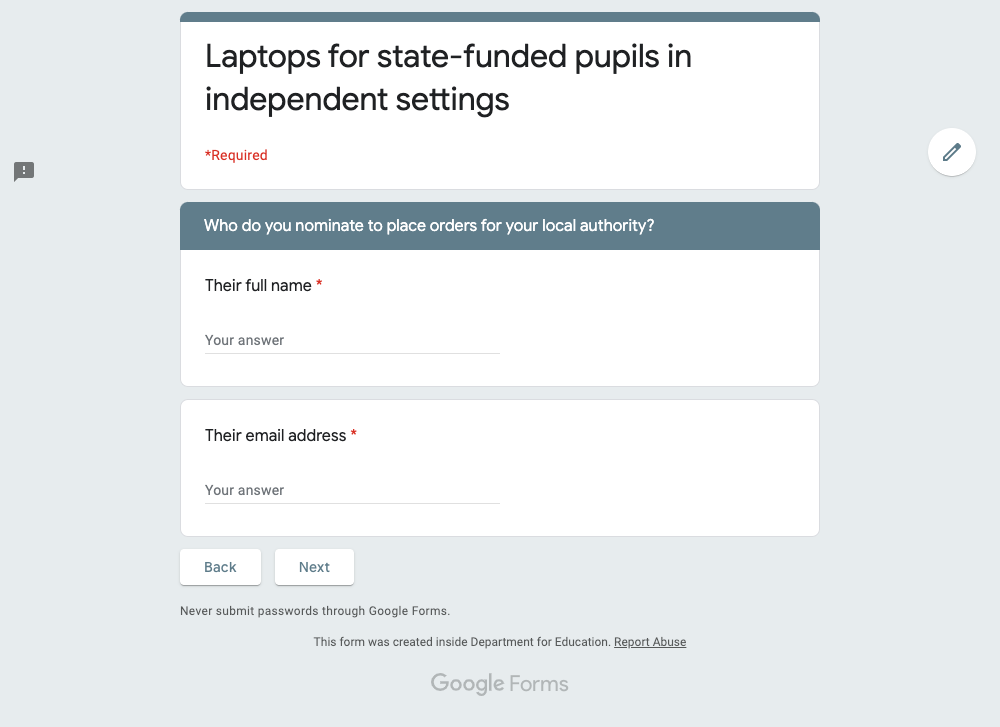 Laptops for state-funded pupils in
independent settings
*Required
Who do you nominate to place orders for your local authority?
Their full name *
Your answer
Their email address *
Your answer
Back
Next
Never submit passwords through Google Forms.
This form was created inside Department for Education. Report Abuse
Google Forms